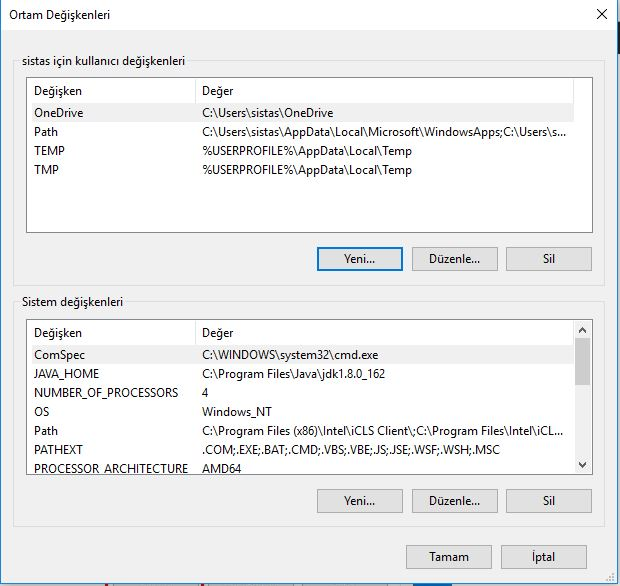 Ortam Değişkenleri
sistas için kullanıcı değişkenleri
Değişken Değer
OneDrive C:\Users\sistas\OneDrive
Path C:\Users\sistas\AppData\Local\Microsoft\WindowsApps;C:\Users\s...
TEMP %USERPROFILE%\AppData\Local\Temp
TMP %USERPROFILE%\AppData\Local\Temp
Yeni... Düzenle... Sil
Sistem değişkenleri
Değişken Değer
ComSpec C:\WINDOWS\system32\cmd.exe
JAVA_HOME C:\Program Files\Java\jdk1.8.0_162
NUMBER_OF_PROCESSORS 4
OS Windows_NT
Path C:\Program Files (x86)\Intel\iCLS Client\;C:\Program Files\Intel\iCL...
PATHEXT .COM;.EXE;.BAT;.CMD;.VBS;.VBE;.JS;.JSE;.WSF;.WSH;.MSC
PROCESSOR_ARCHITECTURE AMD64
Yeni... Düzenle... Sil
Tamam İptal